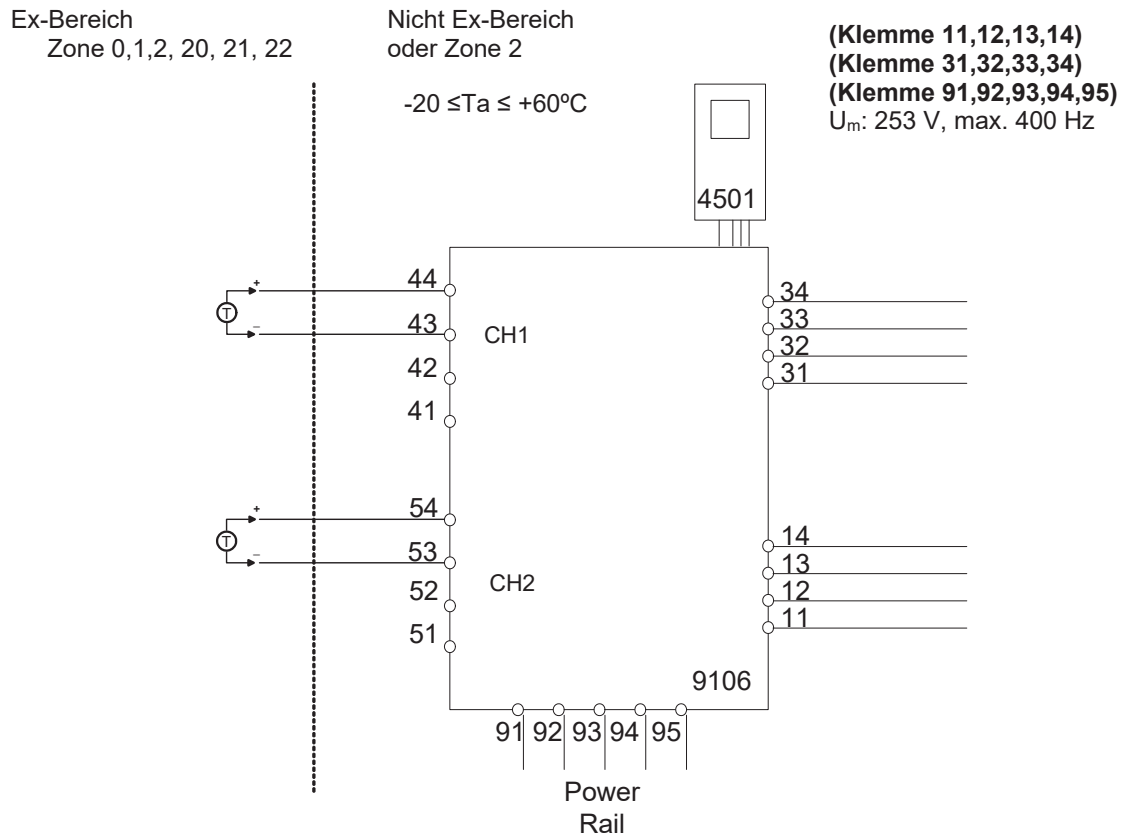 Ex-Bereich
Zone 0,1,2, 20, 21, 22
Nicht Ex-Bereich
oder Zone 2
-20 ≤Ta ≤ +60ºC
(Klemme 11,12,13,14)
(Klemme 31,32,33,34)
(Klemme 91,92,93,94,95)
Um: 253 V, max. 400 Hz
4501
44
+
T
43
–
CH1
42
41
34
33
32
31
54
+
T
53
–
CH2
52
51
14
13
12
11
9106
91 92 93 94 95
Power
Rail